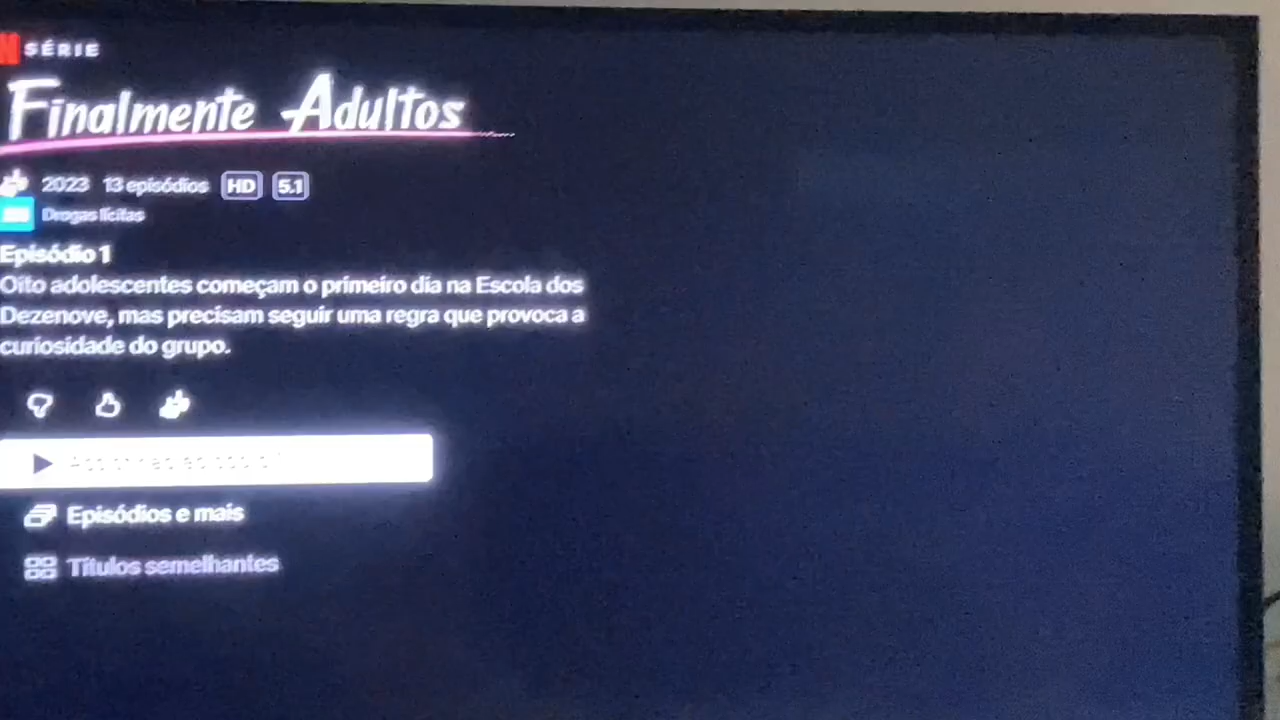 N SÉRIE
Finalmente Adultos
2023 13 episódios HD 5.1
Drogas lícitas
Episódio 1
Oito adolescentes começam o primeiro dia na Escola dos
Dezenove, mas precisam seguir uma regra que provoca a
curiosidade do grupo.
Episódios e mais
Títulos semelhantes